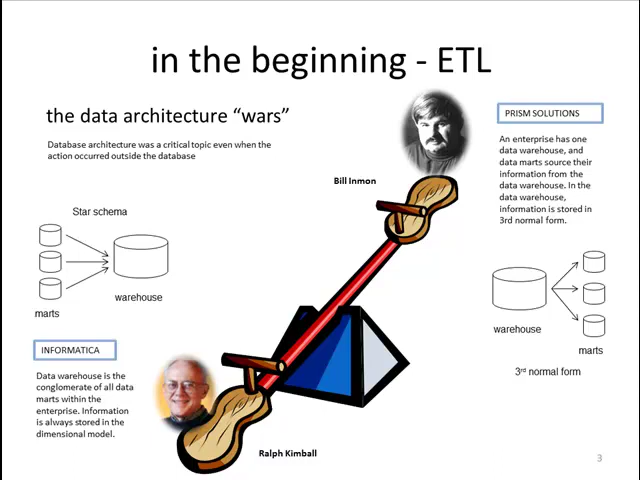 in the beginning - ETL
the data architecture “wars”
Database architecture was a critical topic even when the
action occurred outside the database
Star schema
marts
warehouse
INFORMATICA
Data warehouse is the
conglomerate of all data
marts within the
enterprise. Information
is always stored in the
dimensional model.
Bill Inmon
Ralph Kimball
PRISM SOLUTIONS
An enterprise has one
data warehouse, and
data marts source their
information from the
data warehouse. In the
data warehouse,
information is stored in
3rd normal form.
warehouse
marts
3rd normal form
3